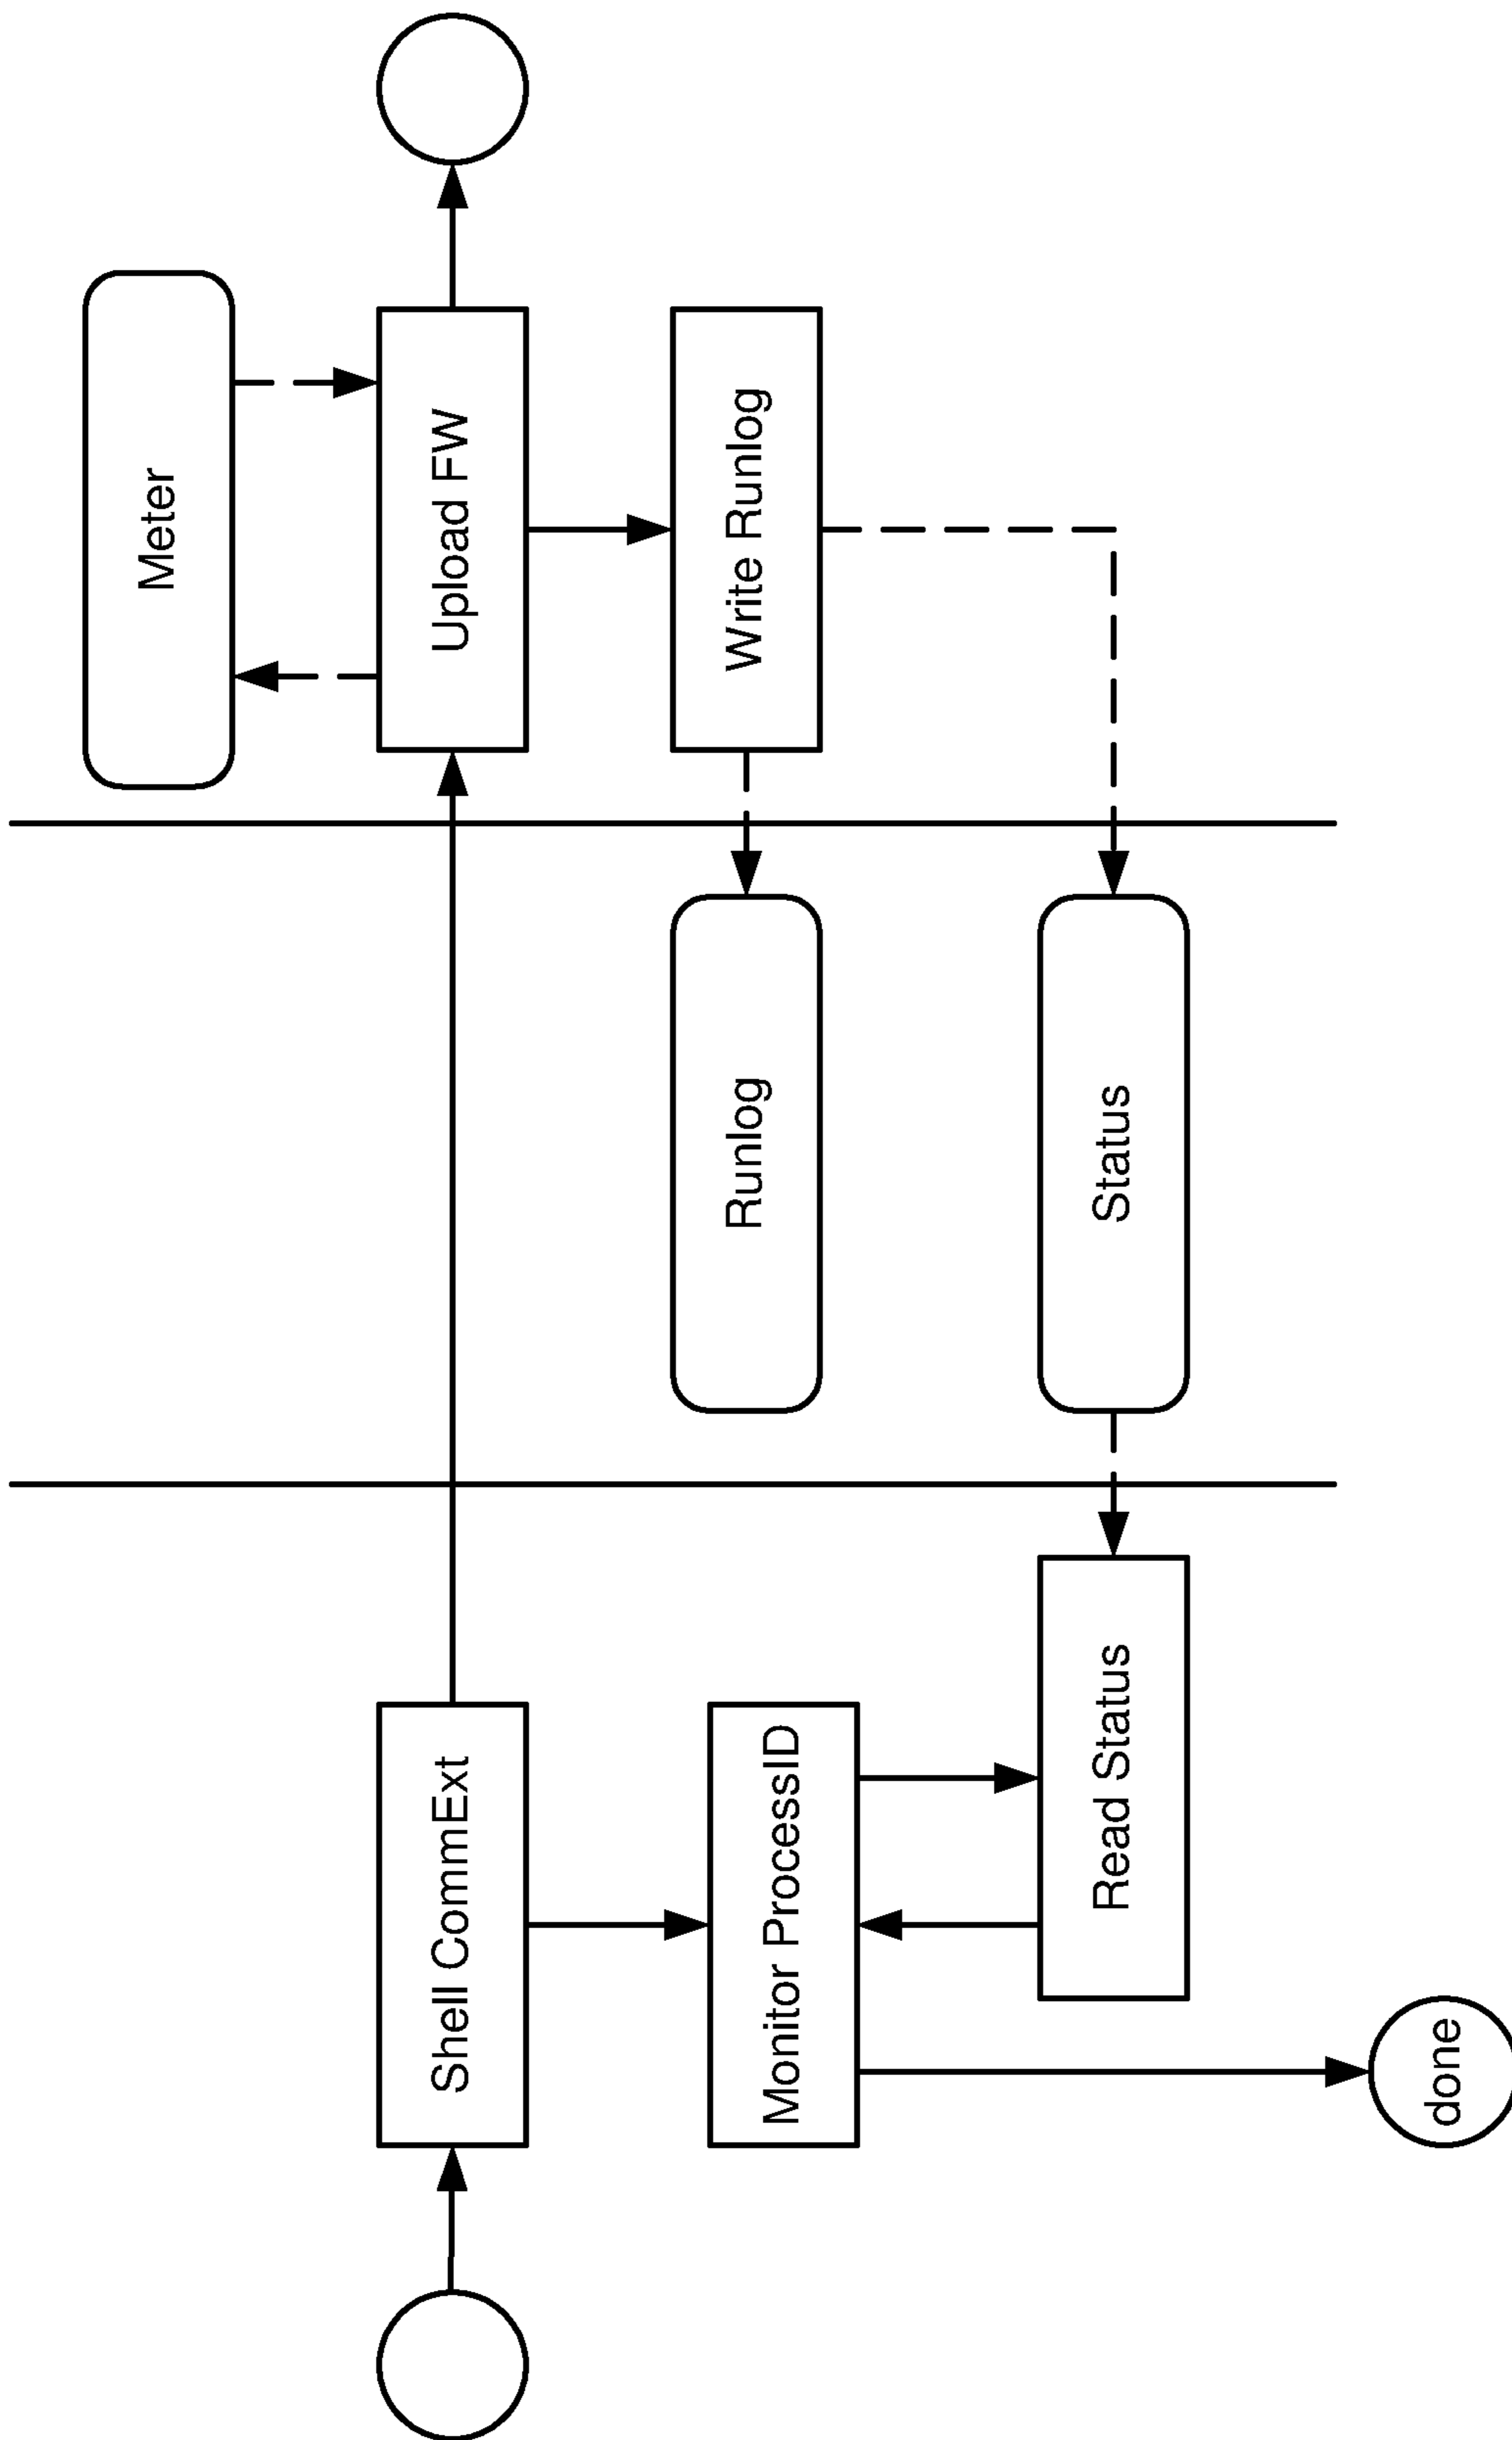 Meter
Shell CommExt
Upload FW
Monitor ProcessID
Runlog
Write Runlog
Read Status
Status
done